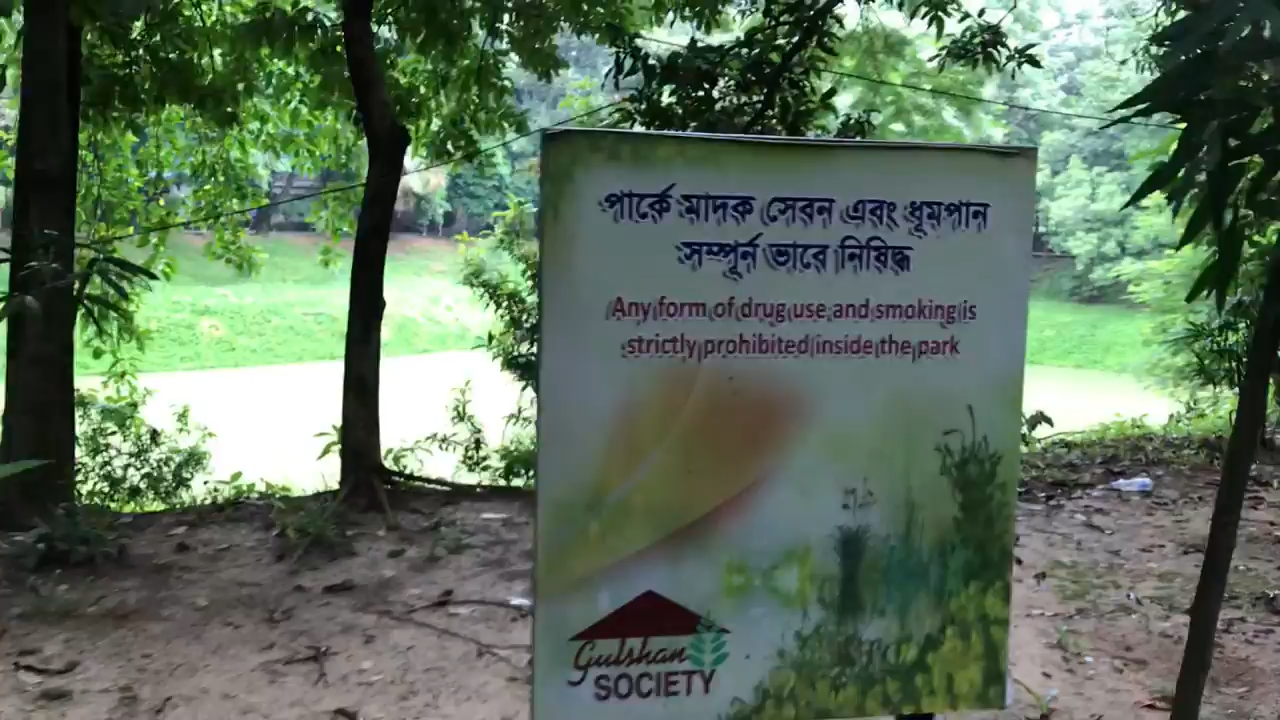 পার্কে মাদক সেবন এবং ধূমপান
সম্পূর্ন ভাবে নিষিদ্ধ
Any form of drug use and smoking is
strictly prohibited inside the park
Gulshan
SOCIETY